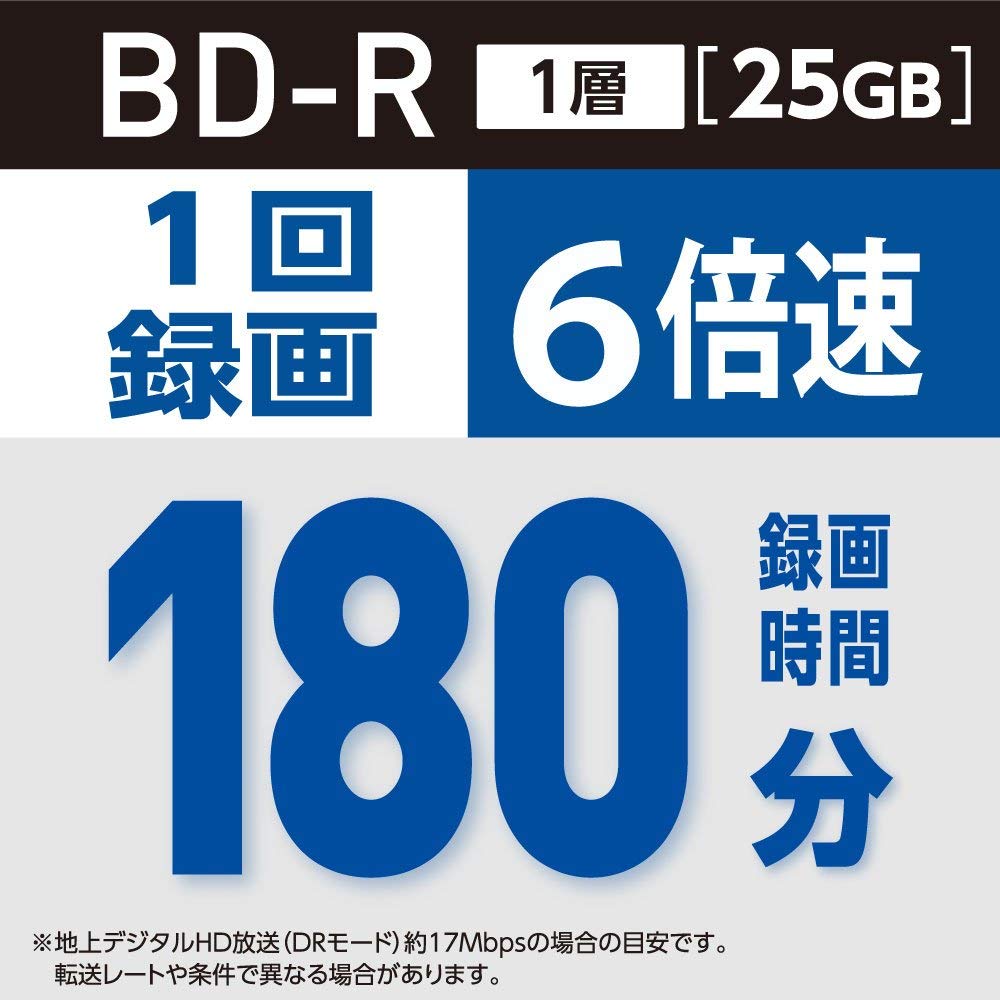 BD-R 1層 [25GB]
1回
録画
6倍速
180
録画
時間
分
※地上デジタルHD放送(DRモード)約17Mbpsの場合の目安です。
転送レートや条件で異なる場合があります。